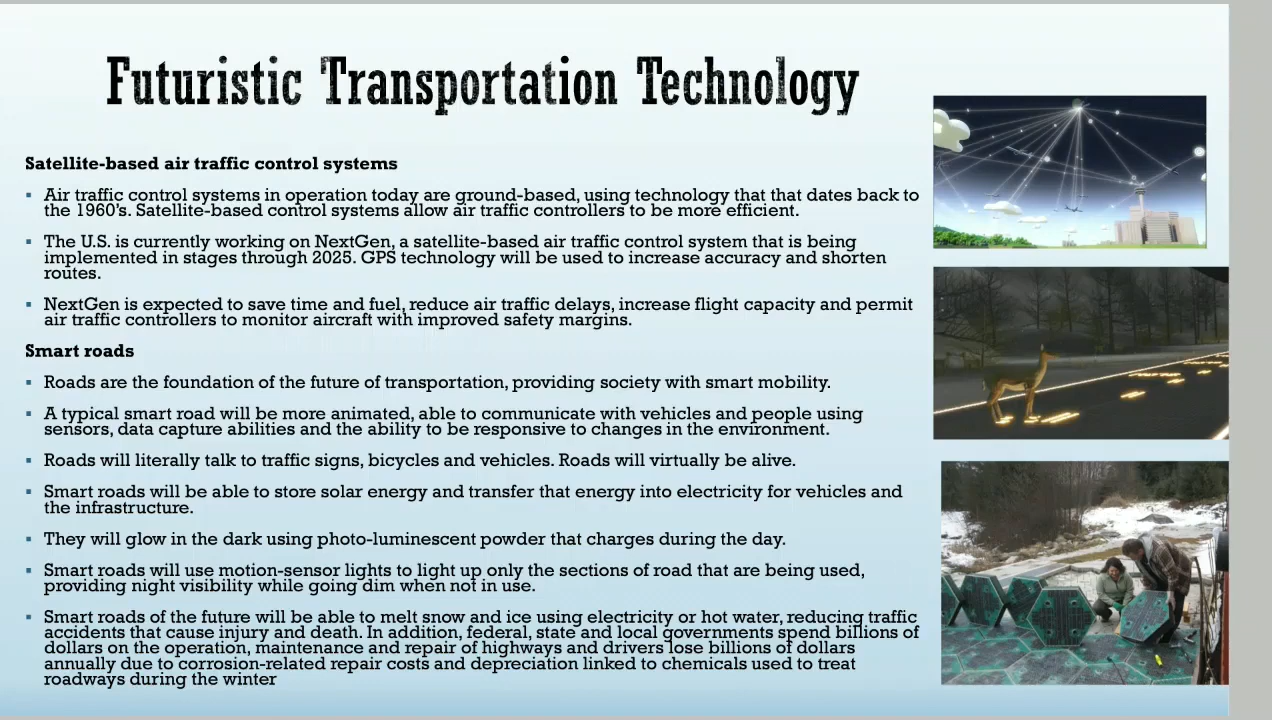 Futuristic Transportation Technology
Satellite-based air traffic control systems
▪ Air traffic control systems in operation today are ground-based, using technology that that dates back to
the 1960's. Satellite-based control systems allow air traffic controllers to be more efficient.
▪ The U.S. is currently working on NextGen, a satellite-based air traffic control system that is being
implemented in stages through 2025. GPS technology will be used to increase accuracy and shorten
routes.
▪ NextGen is expected to save time and fuel, reduce air traffic delays, increase flight capacity and permit
air traffic controllers to monitor aircraft with improved safety margins.
Smart roads
▪ Roads are the foundation of the future of transportation, providing society with smart mobility.
▪ A typical smart road will be more animated, able to communicate with vehicles and people using
sensors, data capture abilities and the ability to be responsive to changes in the environment.
▪ Roads will literally talk to traffic signs, bicycles and vehicles. Roads will virtually be alive.
▪ Smart roads will be able to store solar energy and transfer that energy into electricity for vehicles and
the infrastructure.
▪ They will glow in the dark using photo-luminescent powder that charges during the day.
▪ Smart roads will use motion-sensor lights to light up only the sections of road that are being used,
providing night visibility while going dim when not in use.
▪ Smart roads of the future will be able to melt snow and ice using electricity or hot water, reducing traffic
accidents that cause injury and death. In addition, federal, state and local governments spend billions of
dollars on the operation, maintenance and repair of highways and drivers lose billions of dollars
annually due to corrosion-related repair costs and depreciation linked to chemicals used to treat
roadways during the winter